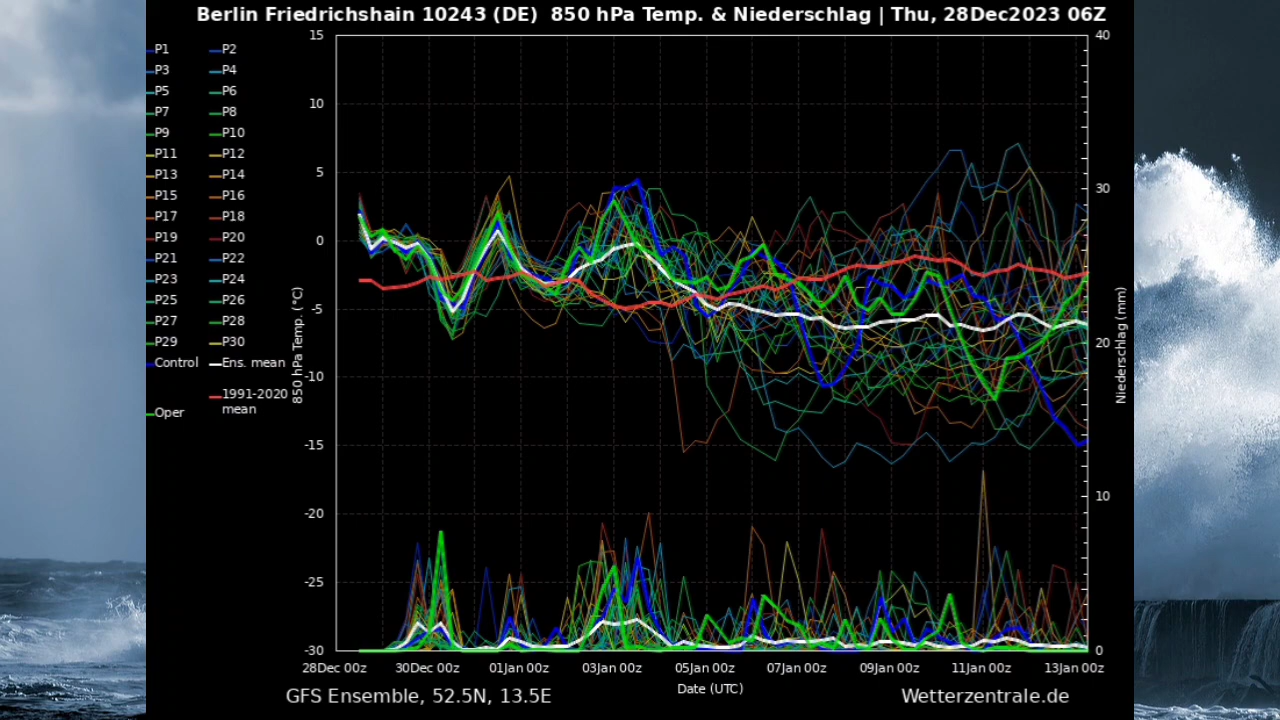 Berlin Friedrichshain 10243 (DE) 850 hPa Temp. & Niederschlag | Thu, 28Dec2023 06Z
P1 P2
P3 P4
P5 P6
P7 P8
P9 P10
P11 P12
P13 P14
P15 P16
P17 P18
P19 P20
P21 P22
P23 P24
P25 P26
P27 P28
P29 P30
Control Ens. mean
1991-2020
mean
Oper
850 hPa Temp. (°C)
15
10
5
0
-5
-10
-15
-20
-25
-30
40
30
20
10
0
Niederschlag (mm)
28Dec 00z 30Dec 00z 01Jan 00z 03Jan 00z 05Jan 00z 07Jan 00z 09Jan 00z 11Jan 00z 13Jan 00z
Date (UTC)
GFS Ensemble, 52.5N, 13.5E Wetterzentrale.de